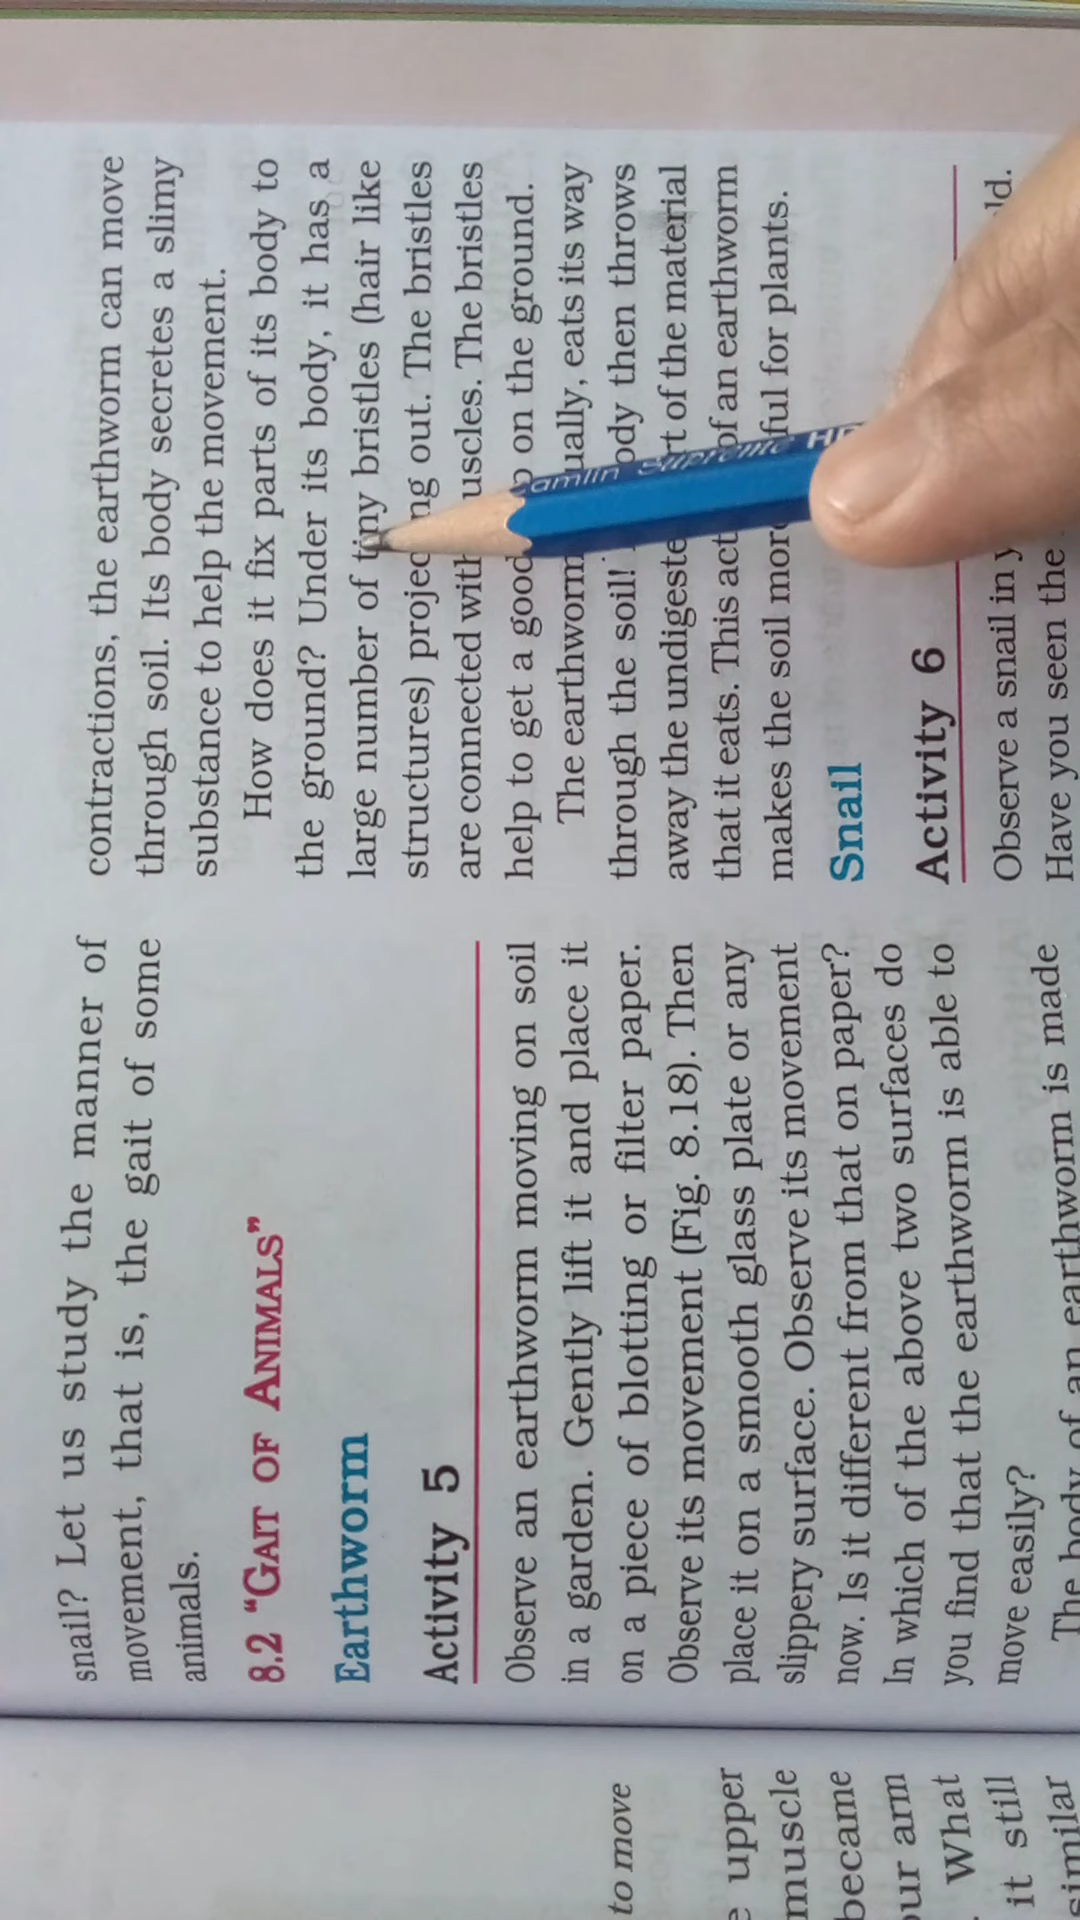 to move
upper
muscle
became
our arm
. What
it still
similar
snail? Let us study the manner of
movement, that is, the gait of some
animals.
8.2 “GAIT OF ANIMALS”
Earthworm
Activity 5
Observe an earthworm moving on soil
in a garden. Gently lift it and place it
on a piece of blotting or filter paper.
Observe its movement (Fig. 8.18). Then
place it on a smooth glass plate or any
slippery surface. Observe its movement
now. Is it different from that on paper?
In which of the above two surfaces do
you find that the earthworm is able to
move easily?
The body of an earthworm is made
contractions, the earthworm can move
through soil. Its body secretes a slimy
substance to help the movement.
How does it fix parts of its body to
the ground? Under its body, it has a
large number of tiny bristles (hair like
structures) projecting out. The bristles
are connected with muscles. The bristles
help to get a good on the ground.
The earthworm, eats its way
through the soil! body then throws
away the undigested part of the material
that it eats. This of an earthworm
makes the soil more for plants.
Snail
Activity 6
Observe a snail in
Have you seen the
Camlin Supreme